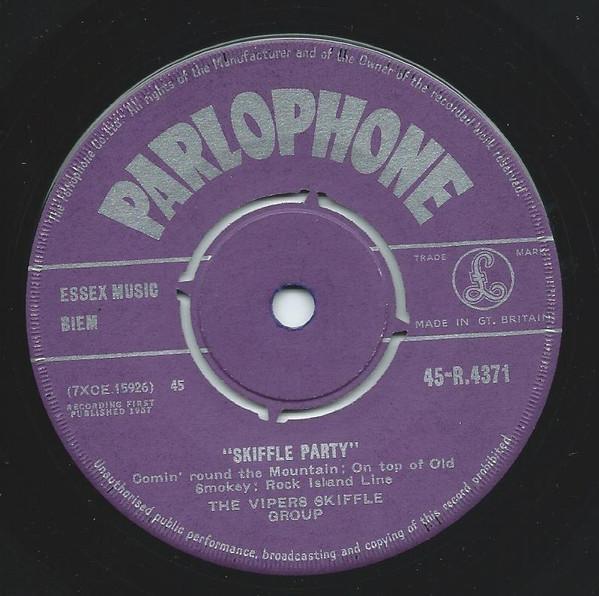 The Parlophone Co. Ltd. All rights of the Manufacturer and of the Owner of the recorded work reserved.
PARLOPHONE
ESSEX MUSIC
BIEM
TRADE MARK
£
MADE IN GT. BRITAIN
(7XCE.15926) 45
RECORDING FIRST
PUBLISHED 1957
45-R.4371
"SKIFFLE PARTY"
Comin' round the Mountain; On top of Old
Smokey; Rock Island Line
THE VIPERS SKIFFLE
GROUP
Unauthorised public performance, broadcasting and copying of this record prohibited